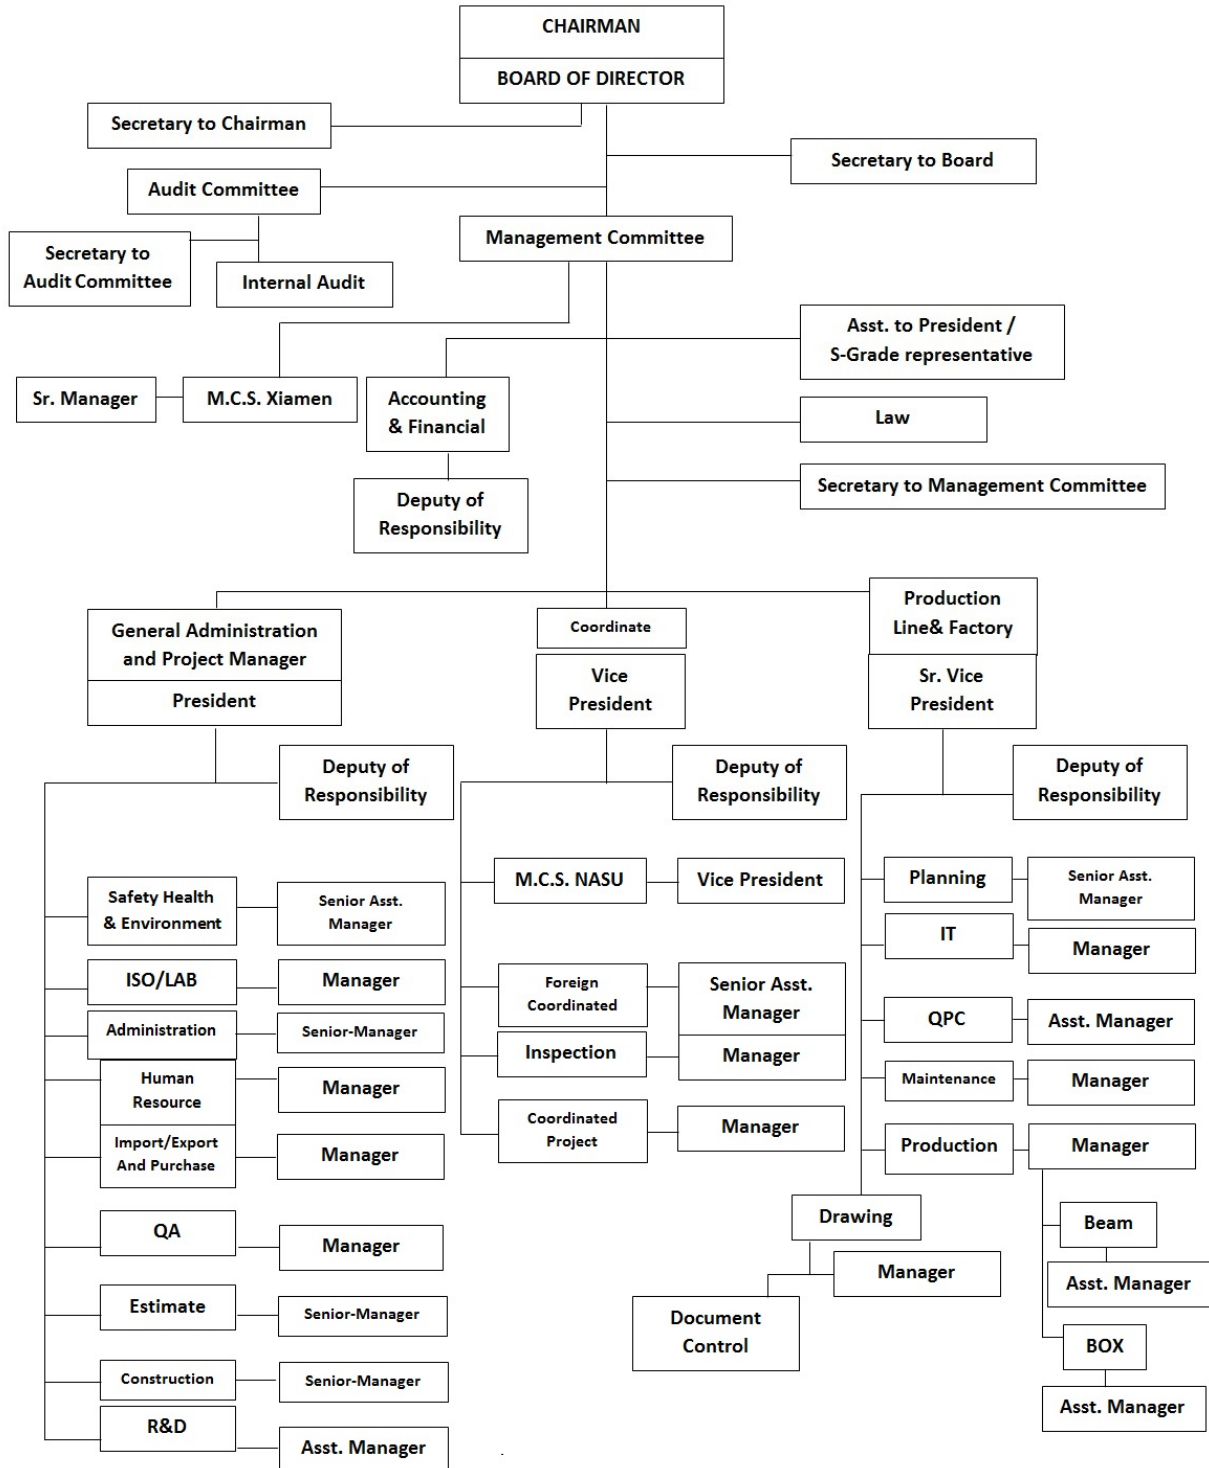 CHAIRMAN
BOARD OF DIRECTOR
Secretary to Chairman
Secretary to Board
Audit Committee
Management Committee
Secretary to
Audit Committee
Internal Audit
Asst. to President /
S-Grade representative
Sr. Manager
M.C.S. Xiamen
Accounting
& Financial
Law
Deputy of
Responsibility
Secretary to Management Committee
General Administration
and Project Manager
President
Coordinate
Vice
President
Production
Line& Factory
Sr. Vice
President
Deputy of
Responsibility
Deputy of
Responsibility
Deputy of
Responsibility
Safety Health
& Environment
Senior Asst.
Manager
ISO/LAB
Manager
Administration
Senior-Manager
Human
Resource
Manager
Import/Export
And Purchase
Manager
QA
Manager
Estimate
Senior-Manager
Construction
Senior-Manager
R&D
Asst. Manager
M.C.S. NASU
Vice President
Foreign
Coordinated
Senior Asst.
Manager
Inspection
Manager
Coordinated
Project
Manager
Planning
Senior Asst.
Manager
IT
Manager
QPC
Asst. Manager
Maintenance
Manager
Production
Manager
Drawing
Manager
Document
Control
Beam
Asst. Manager
BOX
Asst. Manager